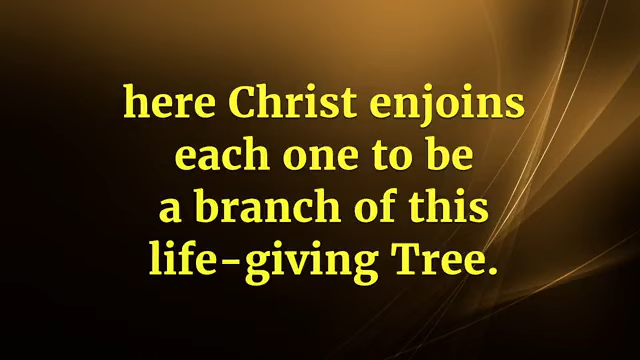 here Christ enjoins
each one to be
a branch of this
life-giving Tree.